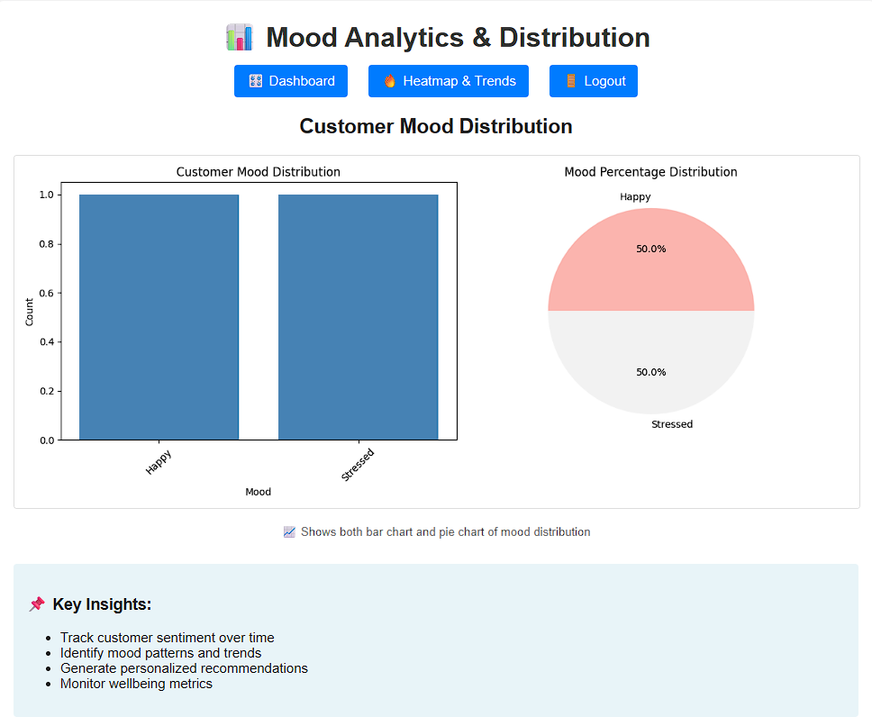 Mood Analytics & Distribution
Dashboard
Heatmap & Trends
Logout
Customer Mood Distribution
Customer Mood Distribution
1.0
0.8
0.6
0.4
0.2
0.0
Count
Happy
Stressed
Mood
Mood Percentage Distribution
Happy
50.0%
50.0%
Stressed
Shows both bar chart and pie chart of mood distribution
Key Insights:
• Track customer sentiment over time
• Identify mood patterns and trends
• Generate personalized recommendations
• Monitor wellbeing metrics